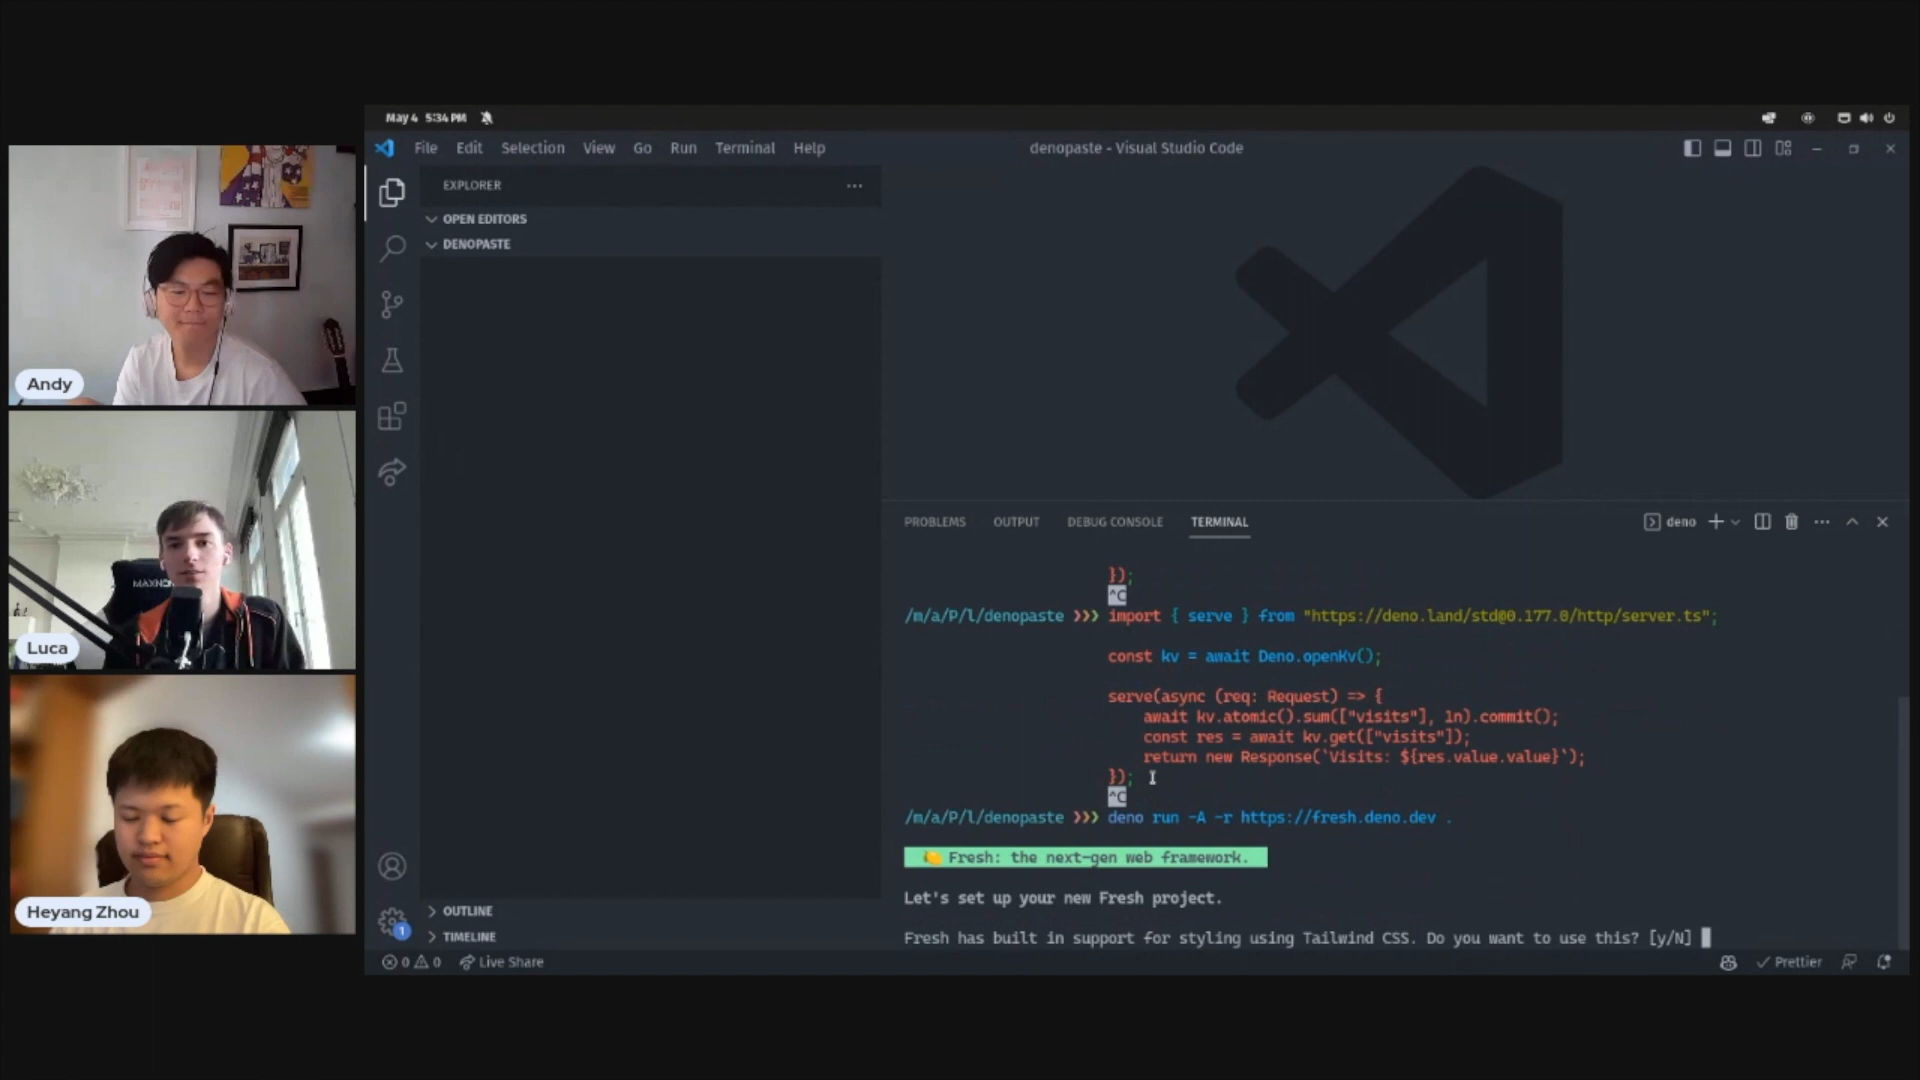 May 4 5:34 PM
File Edit Selection View Go Run Terminal Help
denopaste - Visual Studio Code
EXPLORER
OPEN EDITORS
DENOPASTE
OUTLINE
TIMELINE
PROBLEMS OUTPUT DEBUG CONSOLE TERMINAL
deno
});
^C
/m/a/P/l/denopaste ❯❯❯ import { serve } from "https://deno.land/std@0.177.0/http/server.ts";
const kv = await Deno.openKv();
serve(async (req: Request) => {
await kv.atomic().sum(["visits"], 1n).commit();
const res = await kv.get(["visits"]);
return new Response(`Visits: ${res.value.value}`);
});
^C
/m/a/P/l/denopaste ❯❯❯ deno run -A -r https://fresh.deno.dev .
🍋 Fresh: the next-gen web framework.
Let's set up your new Fresh project.
Fresh has built in support for styling using Tailwind CSS. Do you want to use this? [y/N]
1
0 0 Live Share
Prettier
Andy
Luca
Heyang Zhou